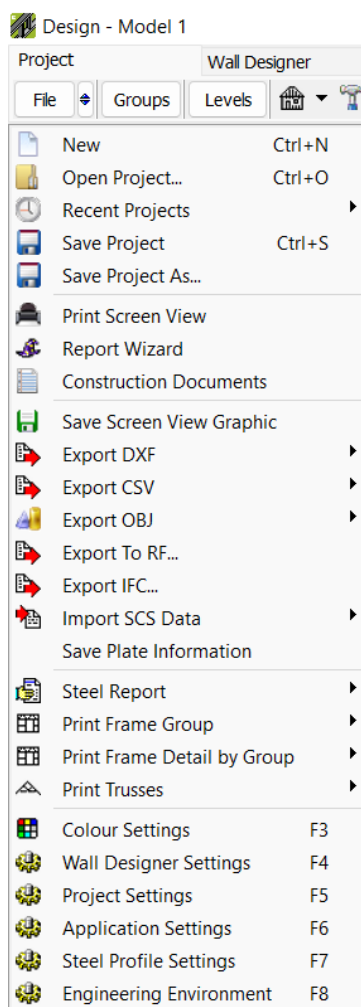 Design - Model 1
Project Wall Designer
File Groups Levels
New Ctrl+N
Open Project... Ctrl+O
Recent Projects
Save Project Ctrl+S
Save Project As...
Print Screen View
Report Wizard
Construction Documents
Save Screen View Graphic
Export DXF
Export CSV
Export OBJ
Export To RF...
Export IFC...
Import SCS Data
Save Plate Information
Steel Report
Print Frame Group
Print Frame Detail by Group
Print Trusses
Colour Settings F3
Wall Designer Settings F4
Project Settings F5
Application Settings F6
Steel Profile Settings F7
Engineering Environment F8